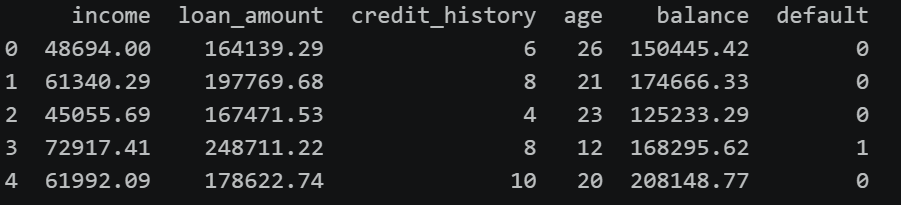 income loan_amount credit_history age balance default
0 48694.00 164139.29 6 26 150445.42 0
1 61340.29 197769.68 8 21 174666.33 0
2 45055.69 167471.53 4 23 125233.29 0
3 72917.41 248711.22 8 12 168295.62 1
4 61992.09 178622.74 10 20 208148.77 0